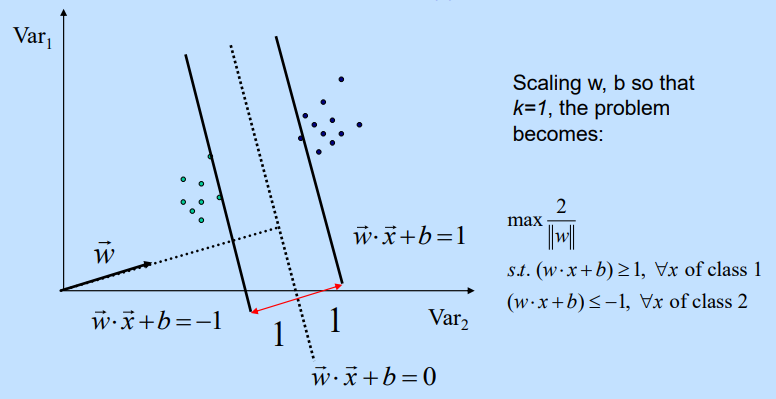 Var₁
Scaling w, b so that
k=1, the problem
becomes:
max 2/‖w‖
s.t. (w·x+b) ≥ 1, ∀x of class 1
(w·x+b) ≤ −1, ∀x of class 2
w⃗
w⃗·x⃗+b=1
w⃗·x⃗+b=−1
1
1
Var₂
w⃗·x⃗+b=0